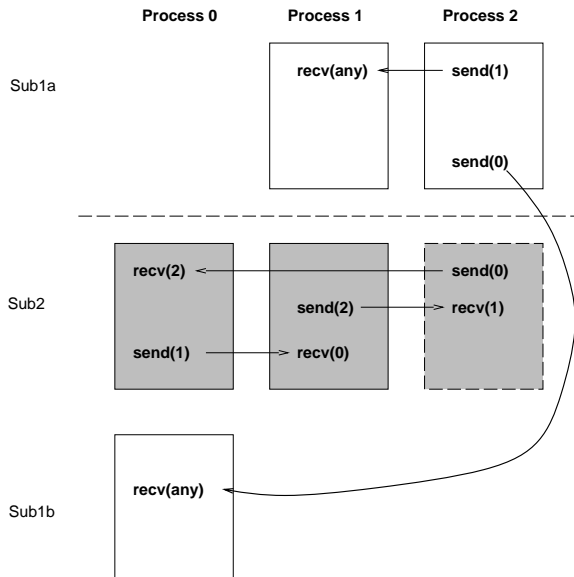 Process 0 Process 1 Process 2
Sub1a
recv(any) send(1)
send(0)
Sub2
recv(2) send(0)
send(2) recv(1)
send(1) recv(0)
Sub1b
recv(any)